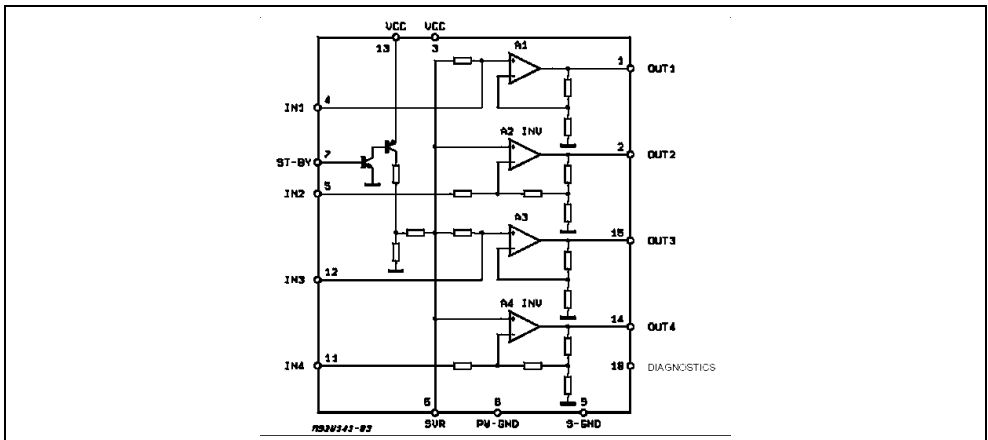 VCC VCC
13 3
A1
1 OUT1
IN1 4
A2 INV
ST-BY 7
2 OUT2
IN2 5
A3
15 OUT3
IN3 12
A4 INV
14 OUT4
IN4 11
DIAGNOSTICS
6 8 9
SVR PW-GND S-GND